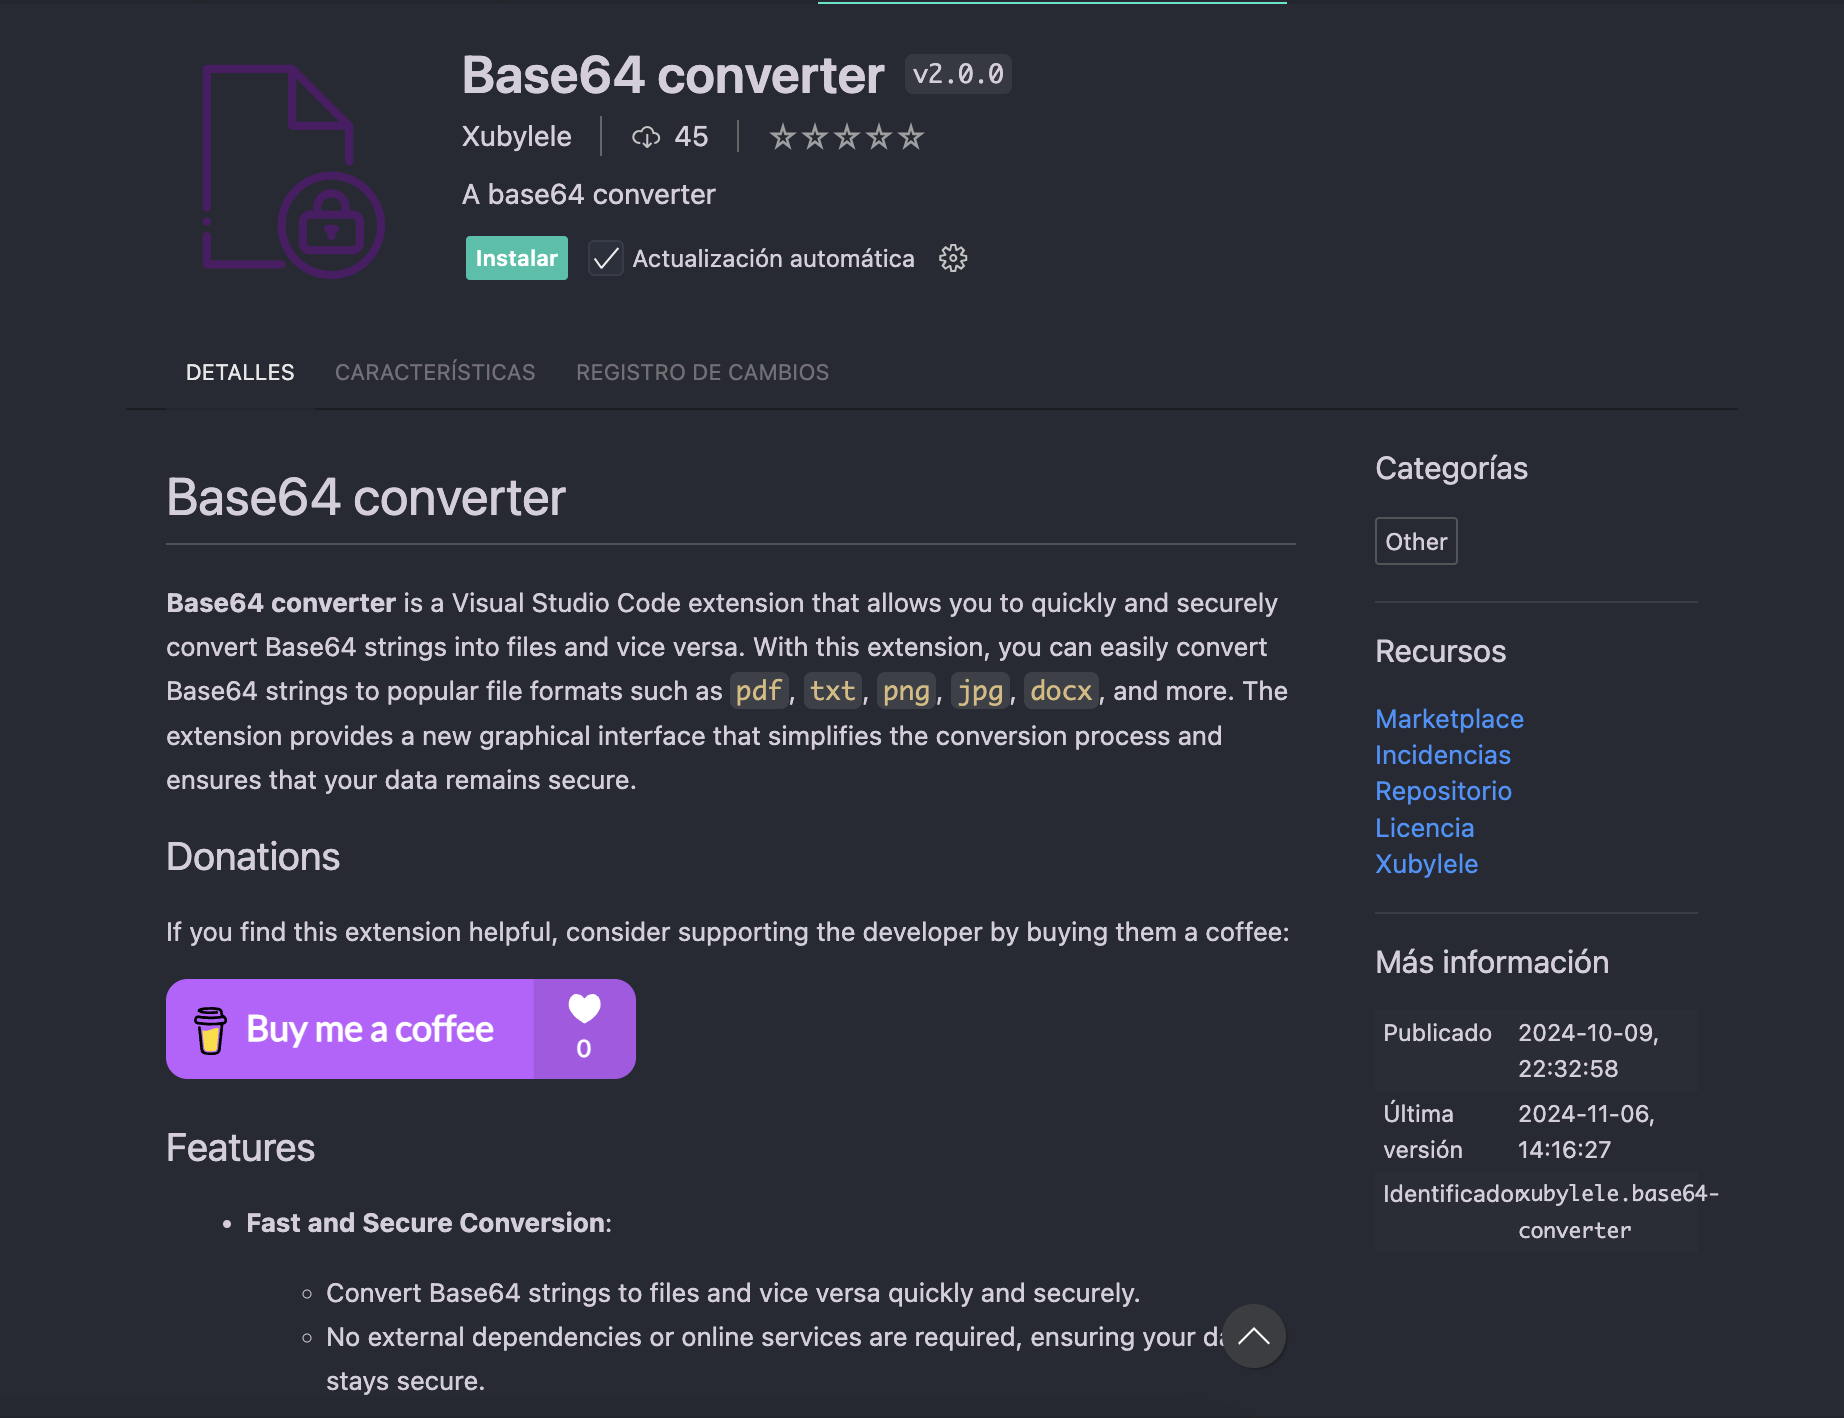 Base64 converter v2.0.0
Xubylele 45
A base64 converter
Instalar Actualización automática
DETALLES CARACTERÍSTICAS REGISTRO DE CAMBIOS
Base64 converter
Base64 converter is a Visual Studio Code extension that allows you to quickly and securely
convert Base64 strings into files and vice versa. With this extension, you can easily convert
Base64 strings to popular file formats such as pdf, txt, png, jpg, docx, and more. The
extension provides a new graphical interface that simplifies the conversion process and
ensures that your data remains secure.
Donations
If you find this extension helpful, consider supporting the developer by buying them a coffee:
Buy me a coffee
0
Features
• Fast and Secure Conversion:
◦ Convert Base64 strings to files and vice versa quickly and securely.
◦ No external dependencies or online services are required, ensuring your
stays secure.
Categorías
Other
Recursos
Marketplace
Incidencias
Repositorio
Licencia
Xubylele
Más información
Publicado 2024-10-09,
22:32:58
Última 2024-11-06,
versión 14:16:27
Identificador xubylele.base64-
converter